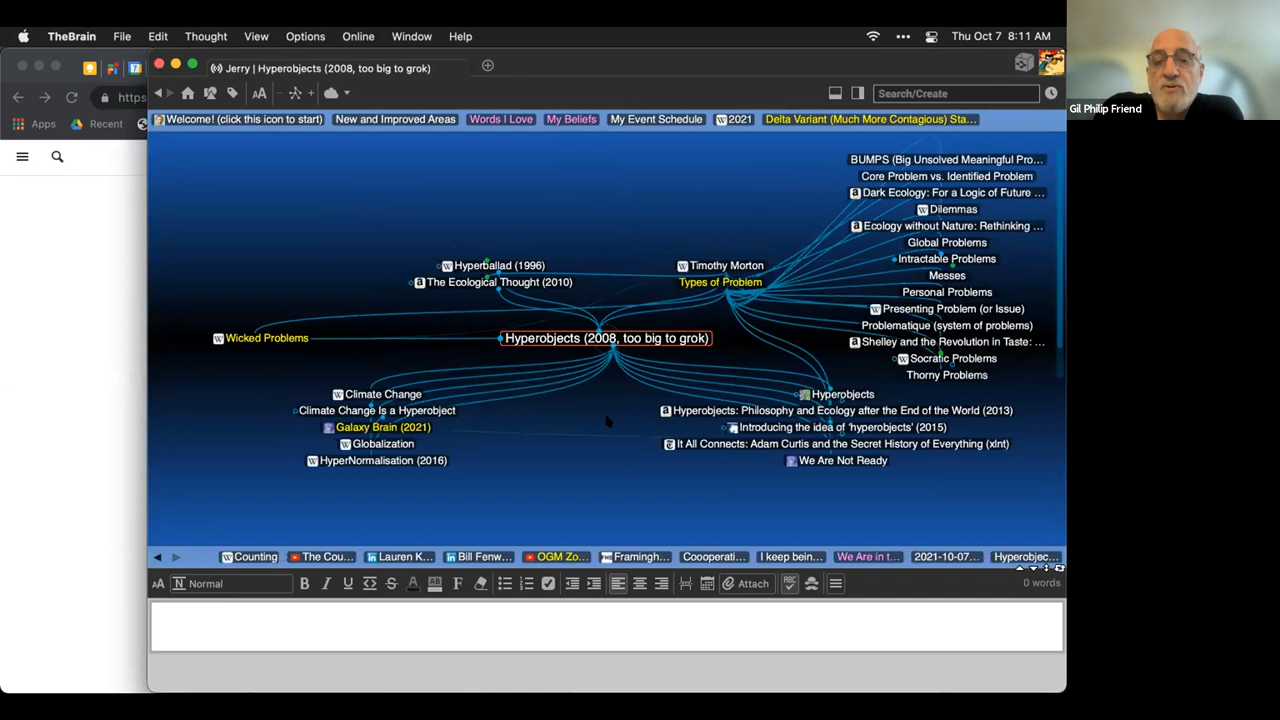 TheBrain File Edit Thought View Options Online Window Help Thu Oct 7 8:11 AM
Jerry | Hyperobjects (2008, too big to grok)
https
Search/Create
Apps Recent
Welcome! (click this icon to start) New and Improved Areas Words I Love My Beliefs My Event Schedule 2021 Delta Variant (Much More Contagious) Sta...
Gil Philip Friend
BUMPS (Big Unsolved Meaningful Pro...
Core Problem vs. Identified Problem
Dark Ecology: For a Logic of Future ...
Dilemmas
Ecology without Nature: Rethinking ...
Global Problems
Intractable Problems
Messes
Personal Problems
Presenting Problem (or Issue)
Problematique (system of problems)
Shelley and the Revolution in Taste: ...
Socratic Problems
Thorny Problems
Hyperballad (1996)
The Ecological Thought (2010)
Timothy Morton
Types of Problem
Wicked Problems
Hyperobjects (2008, too big to grok)
Climate Change
Climate Change Is a Hyperobject
Galaxy Brain (2021)
Globalization
HyperNormalisation (2016)
Hyperobjects
Hyperobjects: Philosophy and Ecology after the End of the World (2013)
Introducing the idea of 'hyperobjects' (2015)
It All Connects: Adam Curtis and the Secret History of Everything (xlnt)
We Are Not Ready
Counting The Cou... Lauren K... Bill Fenw... OGM Zo... Framingh... Coooperati... I keep bein... We Are in t... 2021-10-07... Hyperobjec...
Normal B I U S A F Attach ABC 0 words